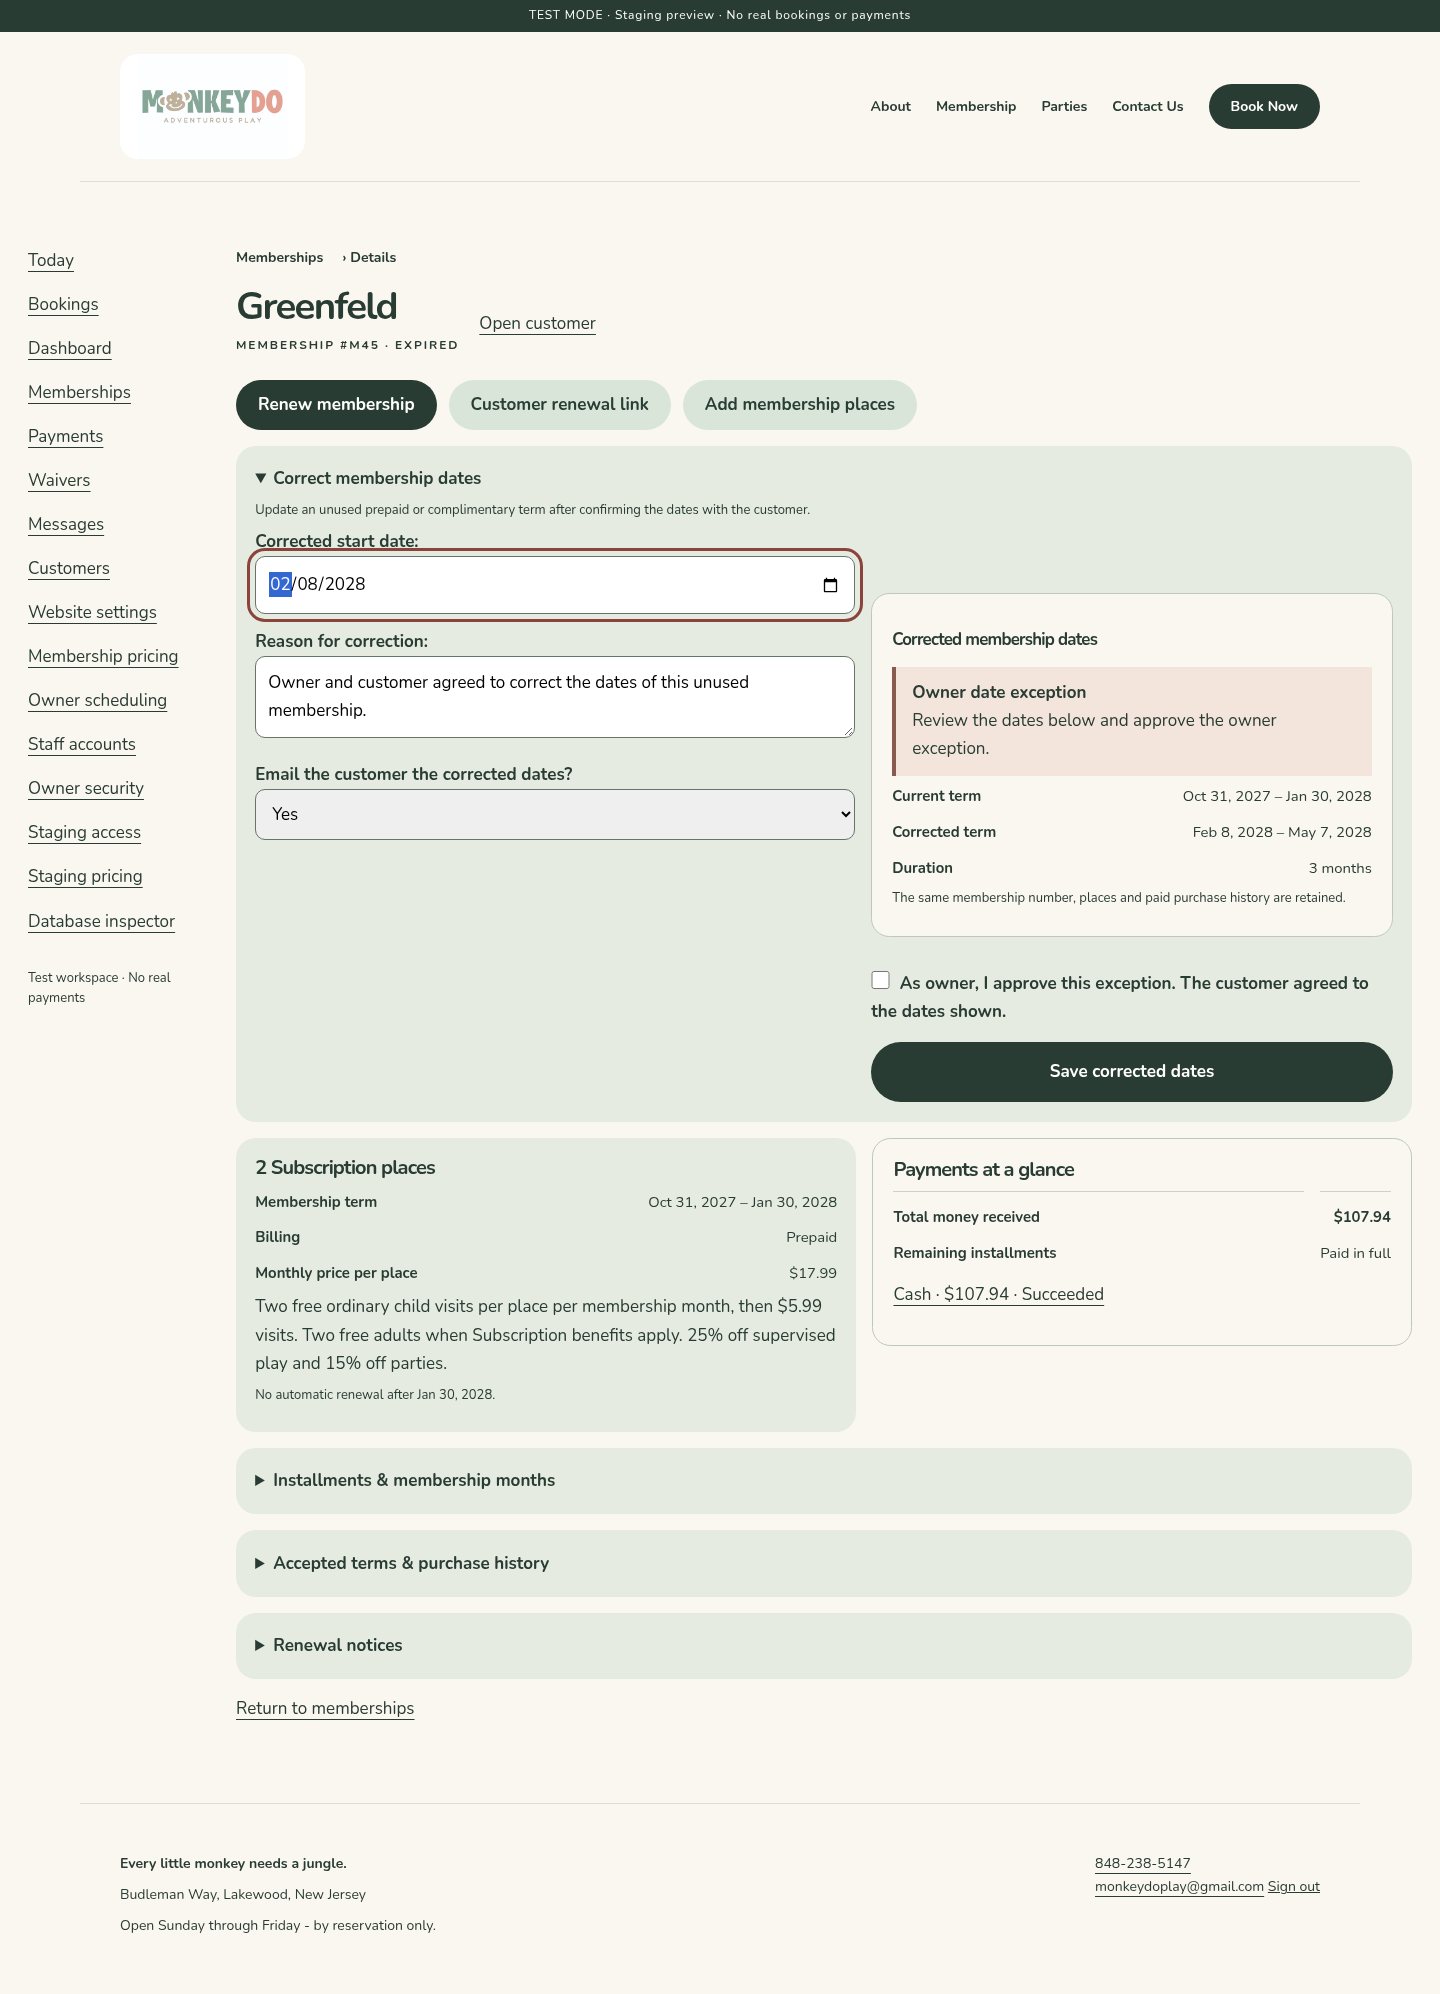 TEST MODE · Staging preview · No real bookings or payments
MONKEYDO
ADVENTUROUS PLAY
About
Membership
Parties
Contact Us
Book Now
Today
Bookings
Dashboard
Memberships
Payments
Waivers
Messages
Customers
Website settings
Membership pricing
Owner scheduling
Staff accounts
Owner security
Staging access
Staging pricing
Database inspector
Test workspace · No real
payments
Memberships › Details
Greenfeld
MEMBERSHIP #M45 · EXPIRED
Open customer
Renew membership
Customer renewal link
Add membership places
▼ Correct membership dates
Update an unused prepaid or complimentary term after confirming the dates with the customer.
Corrected start date:
02/08/2028
Reason for correction:
Owner and customer agreed to correct the dates of this unused
membership.
Email the customer the corrected dates?
Yes
Corrected membership dates
Owner date exception
Review the dates below and approve the owner
exception.
Current term Oct 31, 2027 – Jan 30, 2028
Corrected term Feb 8, 2028 – May 7, 2028
Duration 3 months
The same membership number, places and paid purchase history are retained.
As owner, I approve this exception. The customer agreed to
the dates shown.
Save corrected dates
2 Subscription places
Membership term Oct 31, 2027 – Jan 30, 2028
Billing Prepaid
Monthly price per place $17.99
Two free ordinary child visits per place per membership month, then $5.99
visits. Two free adults when Subscription benefits apply. 25% off supervised
play and 15% off parties.
No automatic renewal after Jan 30, 2028.
Payments at a glance
Total money received $107.94
Remaining installments Paid in full
Cash · $107.94 · Succeeded
▶ Installments & membership months
▶ Accepted terms & purchase history
▶ Renewal notices
Return to memberships
Every little monkey needs a jungle.
Budleman Way, Lakewood, New Jersey
Open Sunday through Friday - by reservation only.
848-238-5147
monkeydoplay@gmail.com Sign out